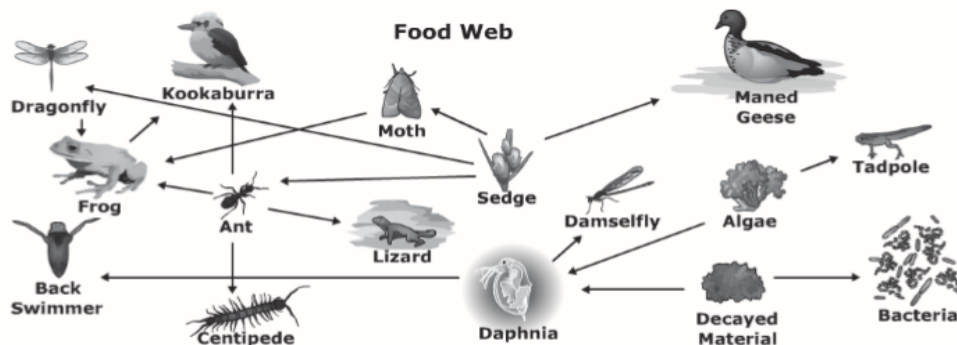 Food Web
Dragonfly
Kookaburra
Moth
Maned
Geese
Tadpole
Frog
Ant
Sedge
Damselfly
Algae
Lizard
Back
Swimmer
Centipede
Daphnia
Decayed
Material
Bacteria